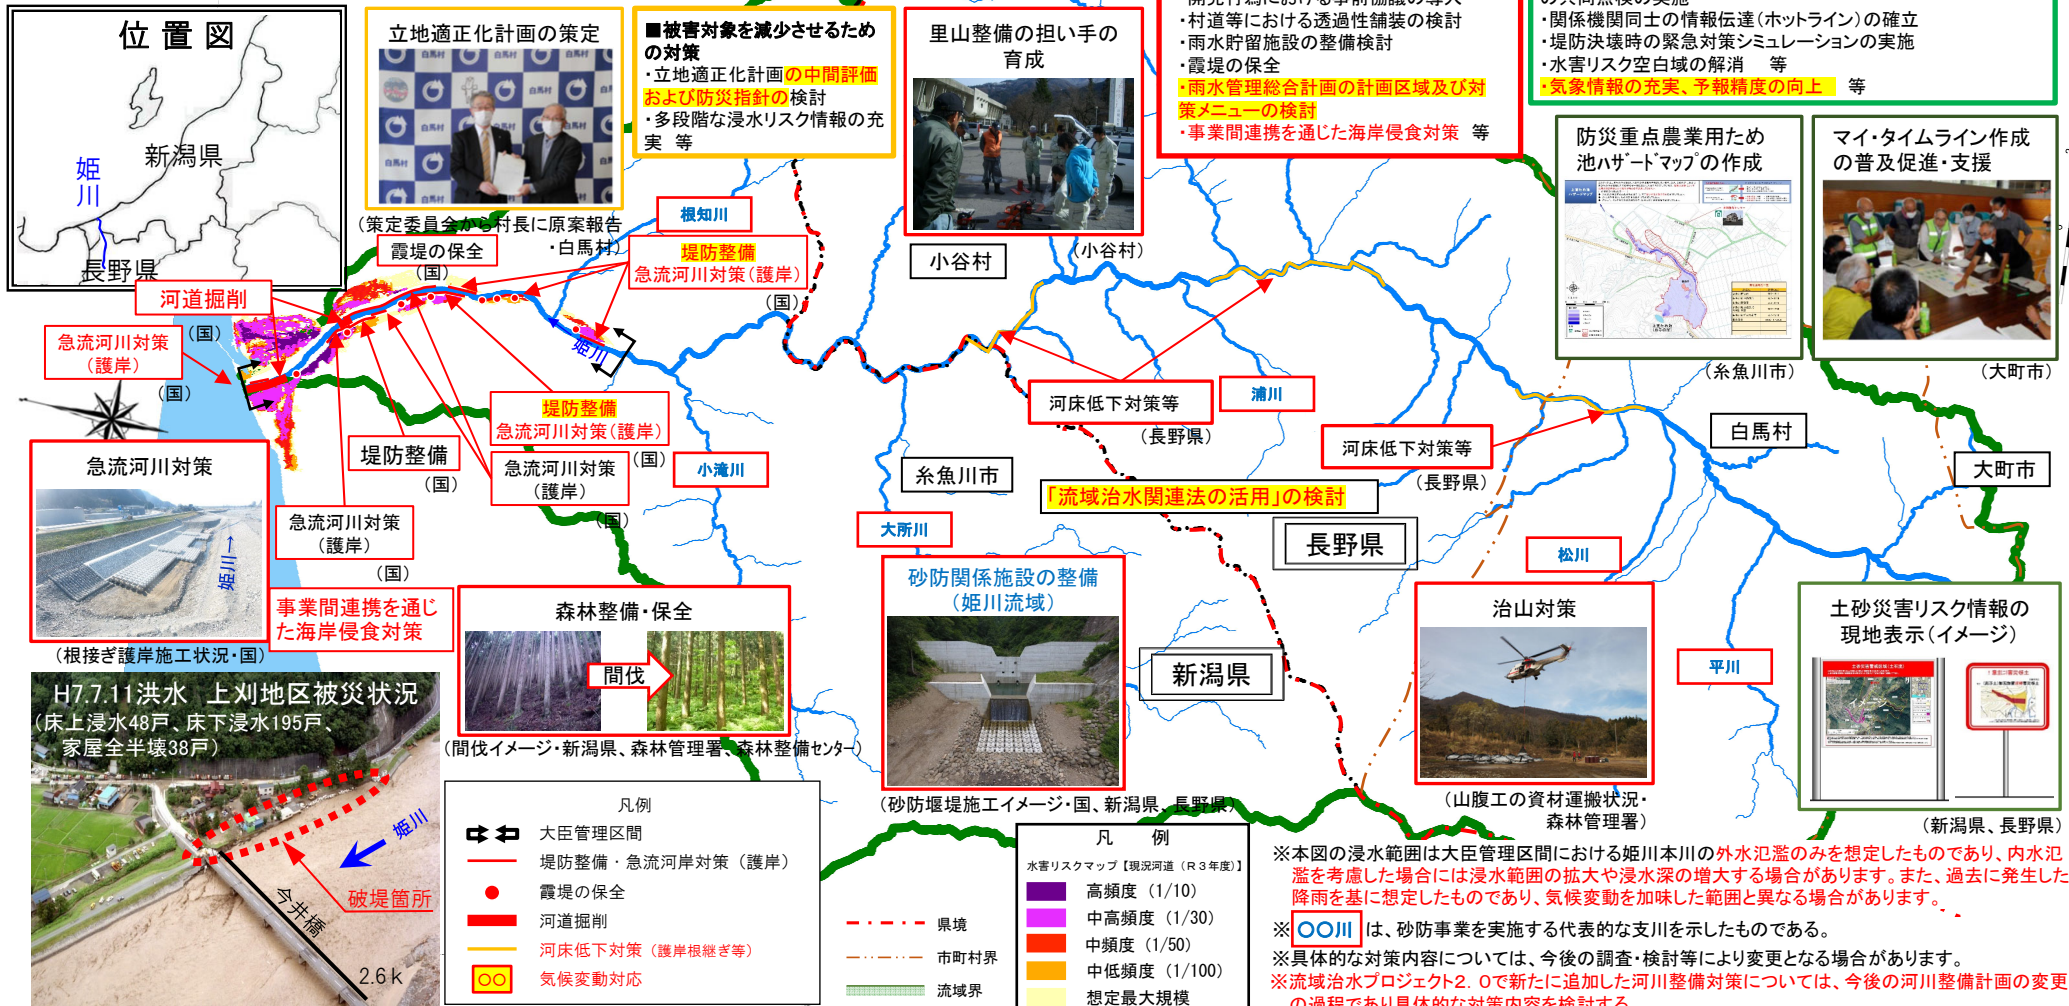 位置図
新潟県
姫川
長野県
立地適正化計画の策定
(策定委員会から村長に原案報告
・白馬村)
■被害対象を減少させるため
の対策
・立地適正化計画の中間評価
および防災指針の検討
・多段階な浸水リスク情報の充
実 等
里山整備の担い手の
育成
(小谷村)
・村道等における透過性舗装の検討
・雨水貯留施設の整備検討
・霞堤の保全
・雨水管理総合計画の計画区域及び対
策メニューの検討
・事業間連携を通じた海岸侵食対策 等
・関係機関同士の情報伝達(ホットライン)の確立
・堤防決壊時の緊急対策シミュレーションの実施
・水害リスク空白域の解消 等
・気象情報の充実、予報精度の向上 等
防災重点農業用ため
池ハザードマップの作成
(糸魚川市)
マイ・タイムライン作成
の普及促進・支援
(大町市)
根知川
霞堤の保全
(国)
堤防整備
急流河川対策(護岸)
(国)
小谷村
河道掘削
(国)
急流河川対策
(護岸)
(国)
姫川
堤防整備
急流河川対策(護岸)
(国)
堤防整備
(国)
急流河川対策
(護岸)
(国)
急流河川対策
(護岸)
(国)
小滝川
糸魚川市
大所川
河床低下対策等
(長野県)
浦川
河床低下対策等
(長野県)
白馬村
大町市
「流域治水関連法の活用」の検討
長野県
松川
平川
新潟県
急流河川対策
姫川→
(根接ぎ護岸施工状況・国)
事業間連携を通じ
た海岸侵食対策
森林整備・保全
間伐
(間伐イメージ・新潟県、森林管理署、森林整備センター)
砂防関係施設の整備
(姫川流域)
(砂防堰堤施工イメージ・国、新潟県、長野県)
治山対策
(山腹工の資材運搬状況・
森林管理署)
土砂災害リスク情報の
現地表示(イメージ)
イメージ
(新潟県、長野県)
H7.7.11洪水 上刈地区被災状況
(床上浸水48戸、床下浸水195戸、
家屋全半壊38戸)
姫川
破堤箇所
今井橋
2.6k
凡例
大臣管理区間
堤防整備・急流河岸対策(護岸)
霞堤の保全
河道掘削
河床低下対策(護岸根継ぎ等)
○○ 気候変動対応
県境
市町村界
流域界
凡 例
水害リスクマップ【現況河道(R3年度)】
高頻度(1/10)
中高頻度(1/30)
中頻度(1/50)
中低頻度(1/100)
想定最大規模
※本図の浸水範囲は大臣管理区間における姫川本川の外水氾濫のみを想定したものであり、内水氾
濫を考慮した場合には浸水範囲の拡大や浸水深の増大する場合があります。また、過去に発生した
降雨を基に想定したものであり、気候変動を加味した範囲と異なる場合があります。
※○○川は、砂防事業を実施する代表的な支川を示したものである。
※具体的な対策内容については、今後の調査・検討等により変更となる場合があります。
※流域治水プロジェクト2.0で新たに追加した河川整備対策については、今後の河川整備計画の変更
の過程であり具体的な対策内容を検討する